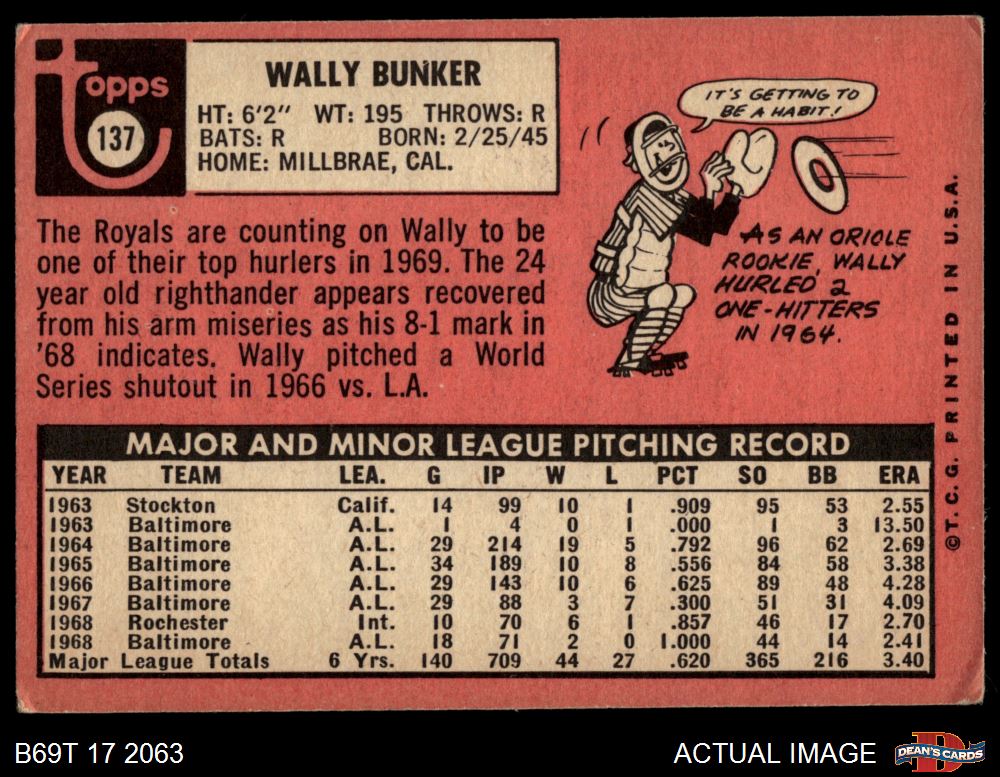 topps
137
WALLY BUNKER
HT: 6'2" WT: 195 THROWS: R
BATS: R BORN: 2/25/45
HOME: MILLBRAE, CAL.
The Royals are counting on Wally to be
one of their top hurlers in 1969. The 24
year old righthander appears recovered
from his arm miseries as his 8-1 mark in
'68 indicates. Wally pitched a World
Series shutout in 1966 vs. L.A.
IT'S GETTING TO
BE A HABIT!
AS AN ORIOLE
ROOKIE, WALLY
HURLED 2
ONE-HITTERS
IN 1964.
MAJOR AND MINOR LEAGUE PITCHING RECORD
YEAR TEAM LEA. G IP W L PCT SO BB ERA
1963 Stockton Calif. 14 99 10 1 .909 95 53 2.55
1963 Baltimore A.L. 1 4 0 1 .000 1 3 13.50
1964 Baltimore A.L. 29 214 19 5 .792 96 62 2.69
1965 Baltimore A.L. 34 189 10 8 .556 84 58 3.38
1966 Baltimore A.L. 29 143 10 6 .625 89 48 4.28
1967 Baltimore A.L. 29 88 3 7 .300 51 31 4.09
1968 Rochester Int. 10 70 6 1 .857 46 17 2.70
1968 Baltimore A.L. 18 71 2 0 1.000 44 14 2.41
Major League Totals 6 Yrs. 140 709 44 27 .620 365 216 3.40
©T.C.G. PRINTED IN U.S.A.
B69T 17 2063
ACTUAL IMAGE
DEAN'S CARDS